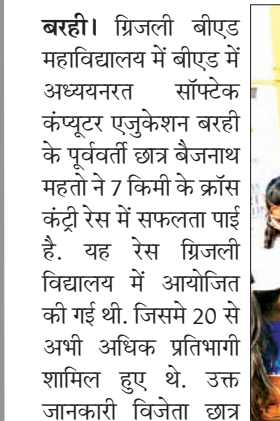 बरही। ग्रिजली बीएड
महाविद्यालय में बीएड में
अध्ययनरत सॉफ्टेक
कंप्यूटर एजुकेशन बरही
के पूर्ववर्ती छात्र बैजनाथ
महतो ने 7 किमी के क्रॉस
कंट्री रेस में सफलता पाई
है. यह रेस ग्रिजली
विद्यालय में आयोजित
की गई थी. जिसमे 20 से
अभी अधिक प्रतिभागी
शामिल हुए थे. उक्त
जानकारी विजेता छात्र